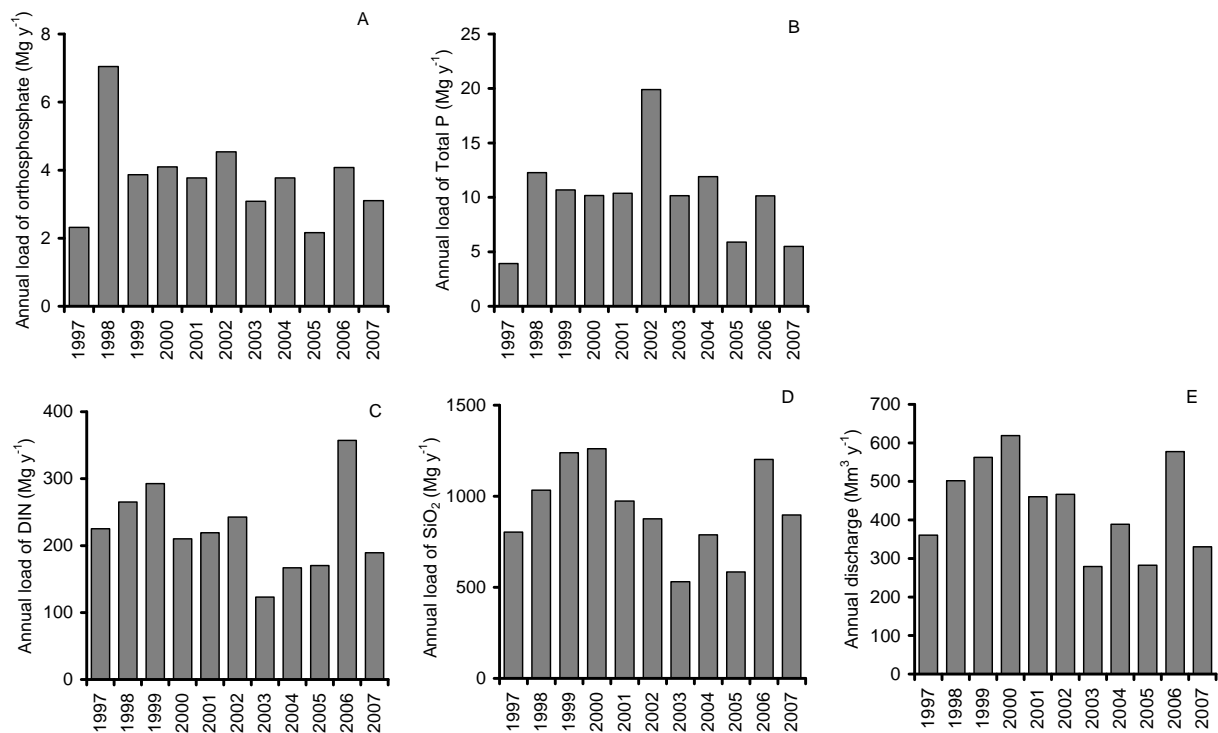 A
Annual load of orthosphosphate (Mg y-1)
8
6
4
2
0
1997 1998 1999 2000 2001 2002 2003 2004 2005 2006 2007
B
Annual load of Total P (Mg y-1)
25
20
15
10
5
0
1997 1998 1999 2000 2001 2002 2003 2004 2005 2006 2007
C
Annual load of DIN (Mg y-1)
400
300
200
100
0
1997 1998 1999 2000 2001 2002 2003 2004 2005 2006 2007
D
Annual load of SiO2 (Mg y-1)
1500
1000
500
0
1997 1998 1999 2000 2001 2002 2003 2004 2005 2006 2007
E
Annual discharge (Mm3 y-1)
700
600
500
400
300
200
100
0
1997 1998 1999 2000 2001 2002 2003 2004 2005 2006 2007